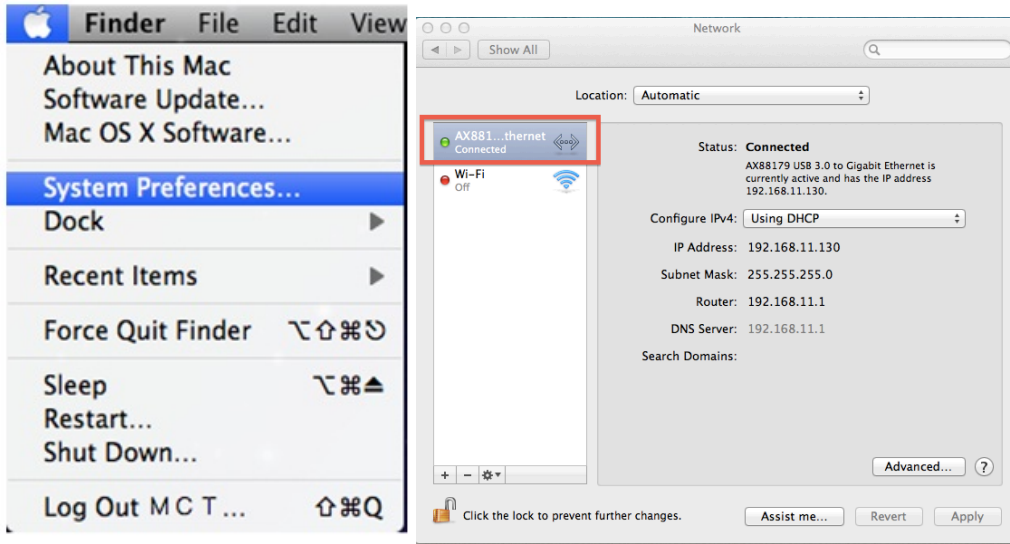 Finder File Edit View
About This Mac
Software Update...
Mac OS X Software...
System Preferences...
Dock
Recent Items
Force Quit Finder ⌥⇧⌘⎋
Sleep ⌥⌘⏏
Restart...
Shut Down...
Log Out M C T... ⇧⌘Q
Network
Show All
Location: Automatic
AX881...thernet
Connected
Wi-Fi
Off
Status: Connected
AX88179 USB 3.0 to Gigabit Ethernet is
currently active and has the IP address
192.168.11.130.
Configure IPv4: Using DHCP
IP Address: 192.168.11.130
Subnet Mask: 255.255.255.0
Router: 192.168.11.1
DNS Server: 192.168.11.1
Search Domains:
+ −
Advanced... ?
Click the lock to prevent further changes.
Assist me... Revert Apply